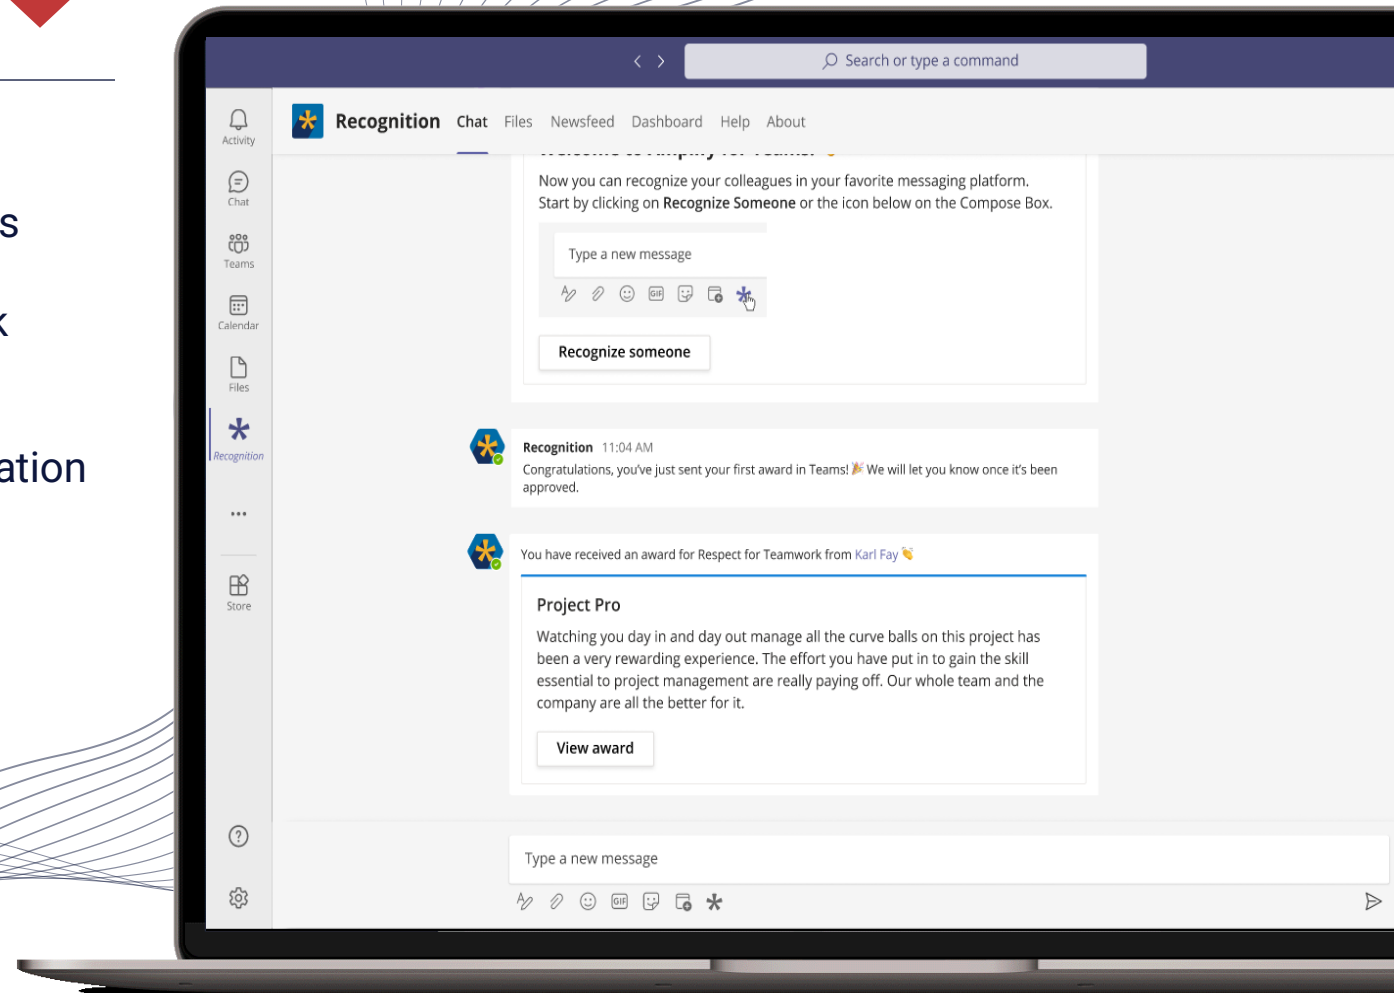 s
k
ation
Search or type a command
Activity
Chat
Teams
Calendar
Files
Recognition
Store
Recognition Chat Files Newsfeed Dashboard Help About
Welcome to Amplify for Teams!
Now you can recognize your colleagues in your favorite messaging platform.
Start by clicking on Recognize Someone or the icon below on the Compose Box.
Type a new message
GIF
Recognize someone
Recognition 11:04 AM
Congratulations, you've just sent your first award in Teams! 🎉 We will let you know once it's been
approved.
You have received an award for Respect for Teamwork from Karl Fay 👏
Project Pro
Watching you day in and day out manage all the curve balls on this project has
been a very rewarding experience. The effort you have put in to gain the skill
essential to project management are really paying off. Our whole team and the
company are all the better for it.
View award
Type a new message
GIF